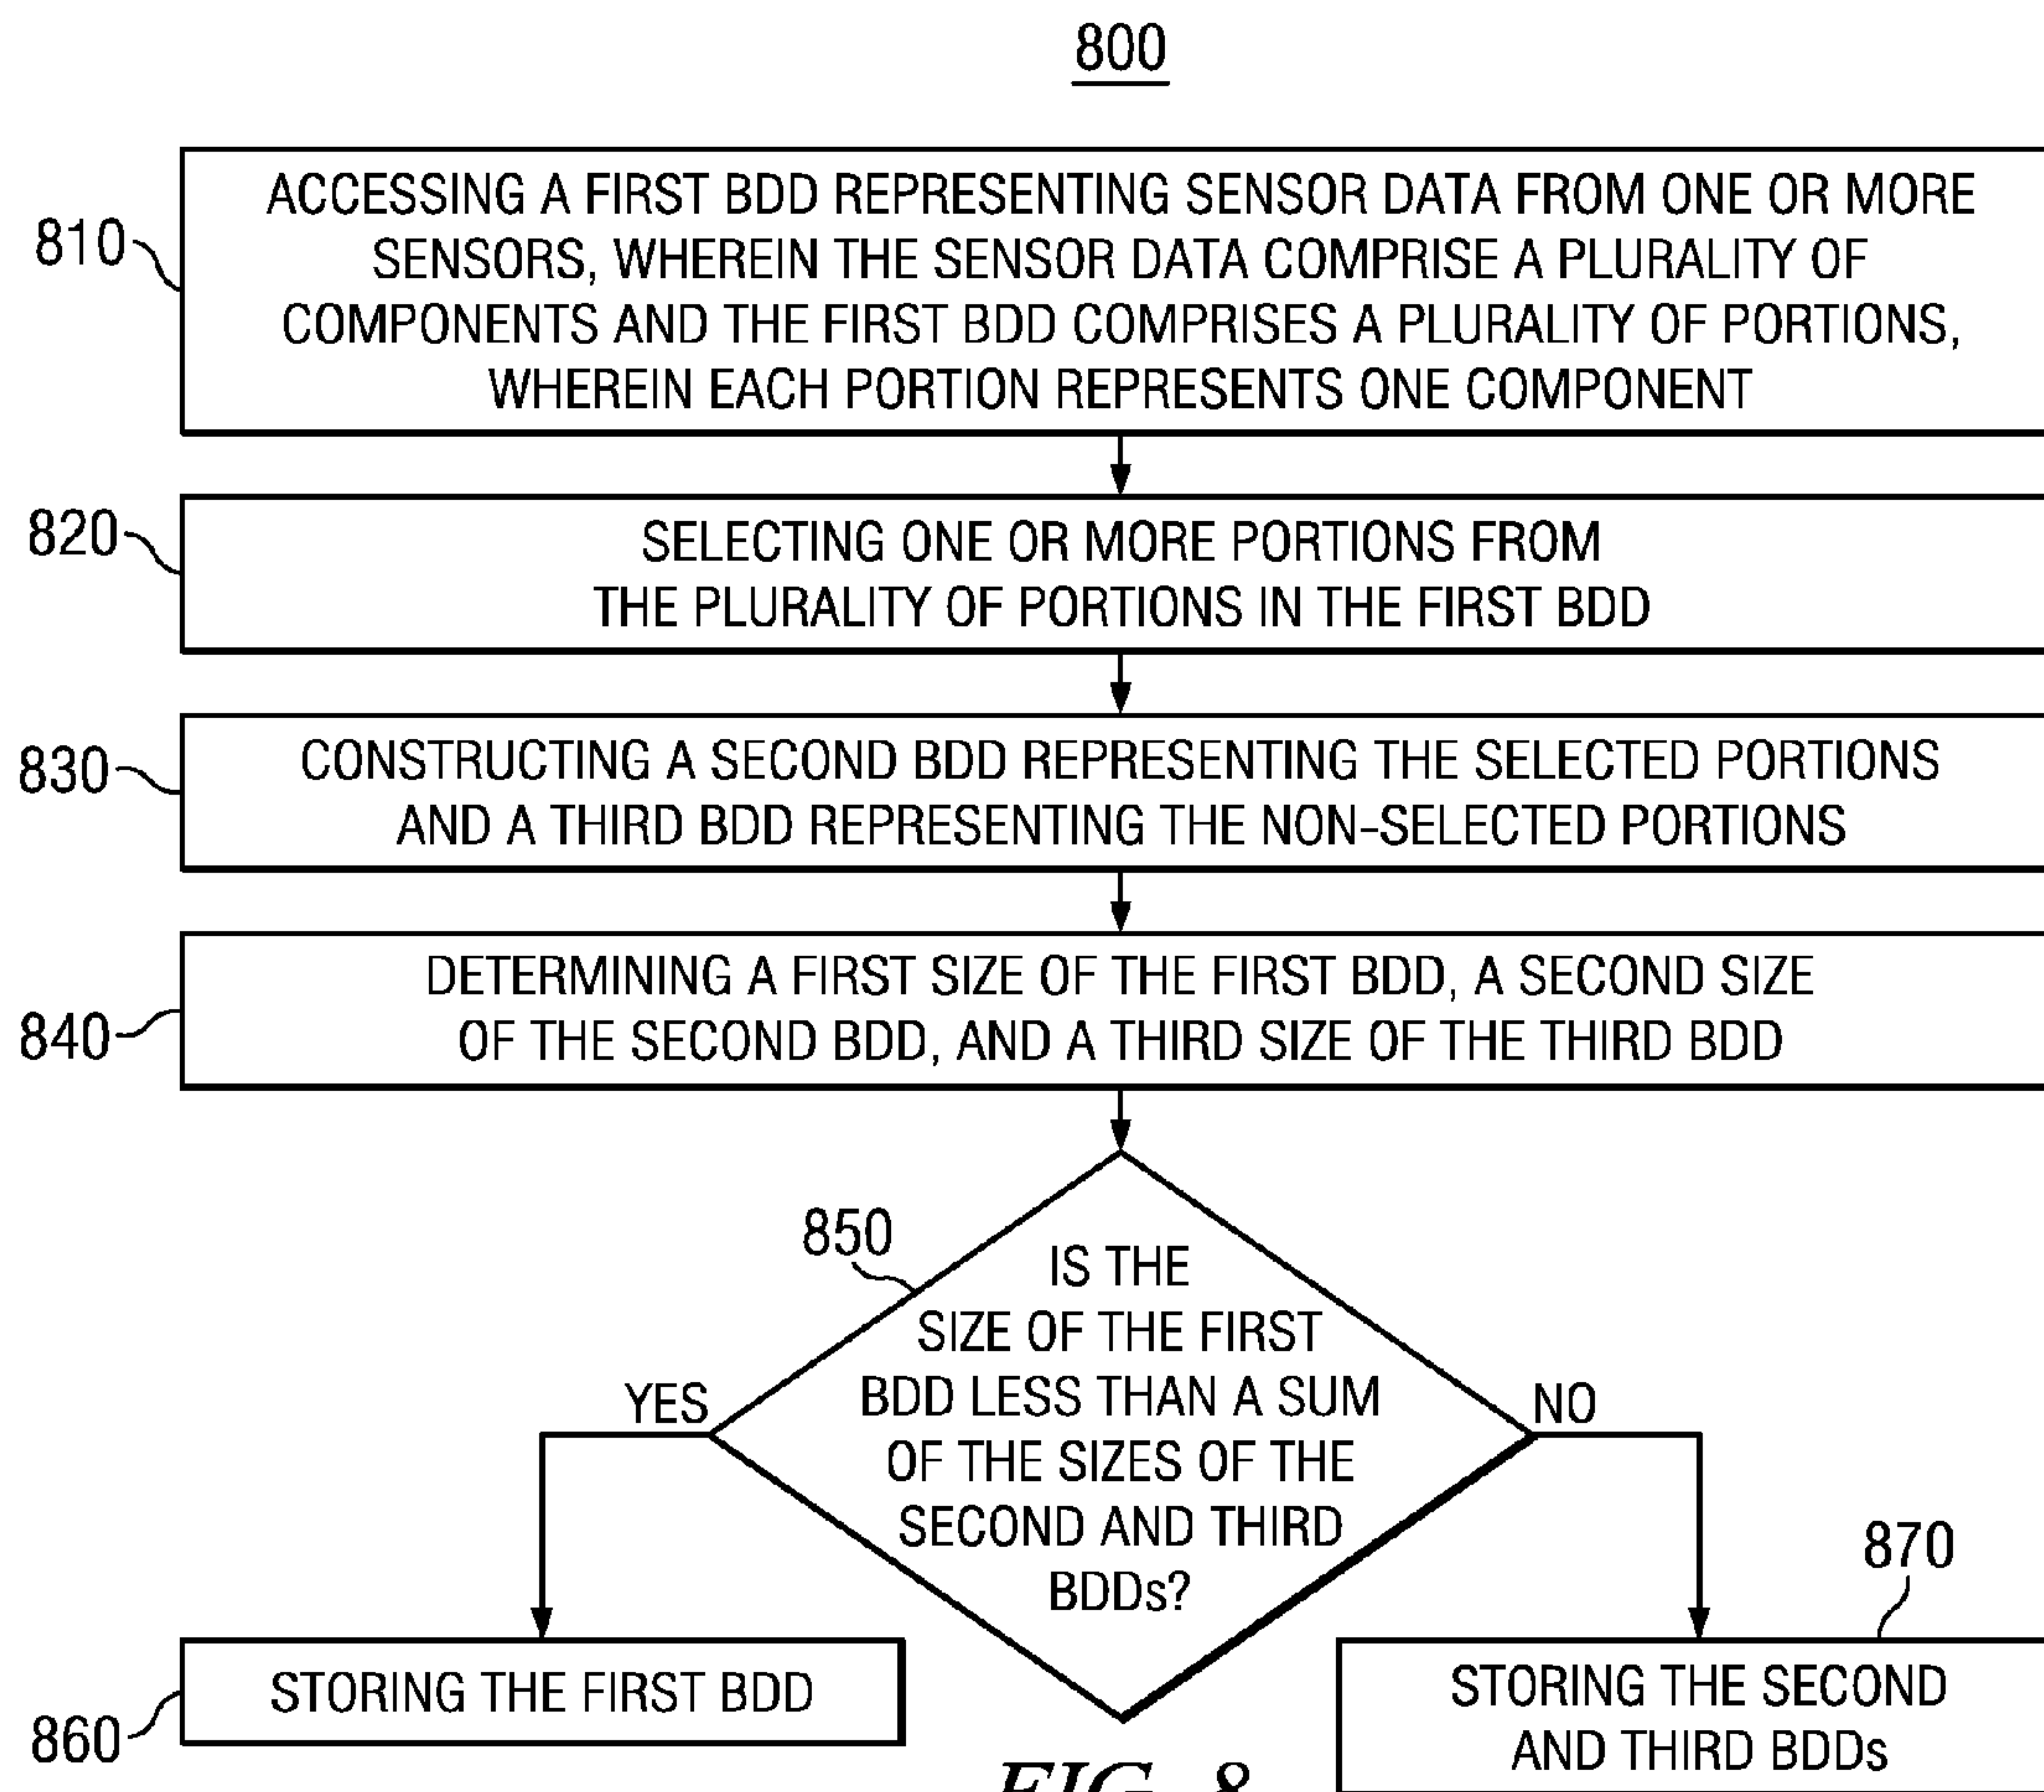 800
810
ACCESSING A FIRST BDD REPRESENTING SENSOR DATA FROM ONE OR MORE
SENSORS, WHEREIN THE SENSOR DATA COMPRISE A PLURALITY OF
COMPONENTS AND THE FIRST BDD COMPRISES A PLURALITY OF PORTIONS,
WHEREIN EACH PORTION REPRESENTS ONE COMPONENT
820
SELECTING ONE OR MORE PORTIONS FROM
THE PLURALITY OF PORTIONS IN THE FIRST BDD
830
CONSTRUCTING A SECOND BDD REPRESENTING THE SELECTED PORTIONS
AND A THIRD BDD REPRESENTING THE NON-SELECTED PORTIONS
840
DETERMINING A FIRST SIZE OF THE FIRST BDD, A SECOND SIZE
OF THE SECOND BDD, AND A THIRD SIZE OF THE THIRD BDD
850
IS THE
SIZE OF THE FIRST
BDD LESS THAN A SUM
OF THE SIZES OF THE
SECOND AND THIRD
BDDs?
YES
NO
860
STORING THE FIRST BDD
870
STORING THE SECOND
AND THIRD BDDs
FIG. 8